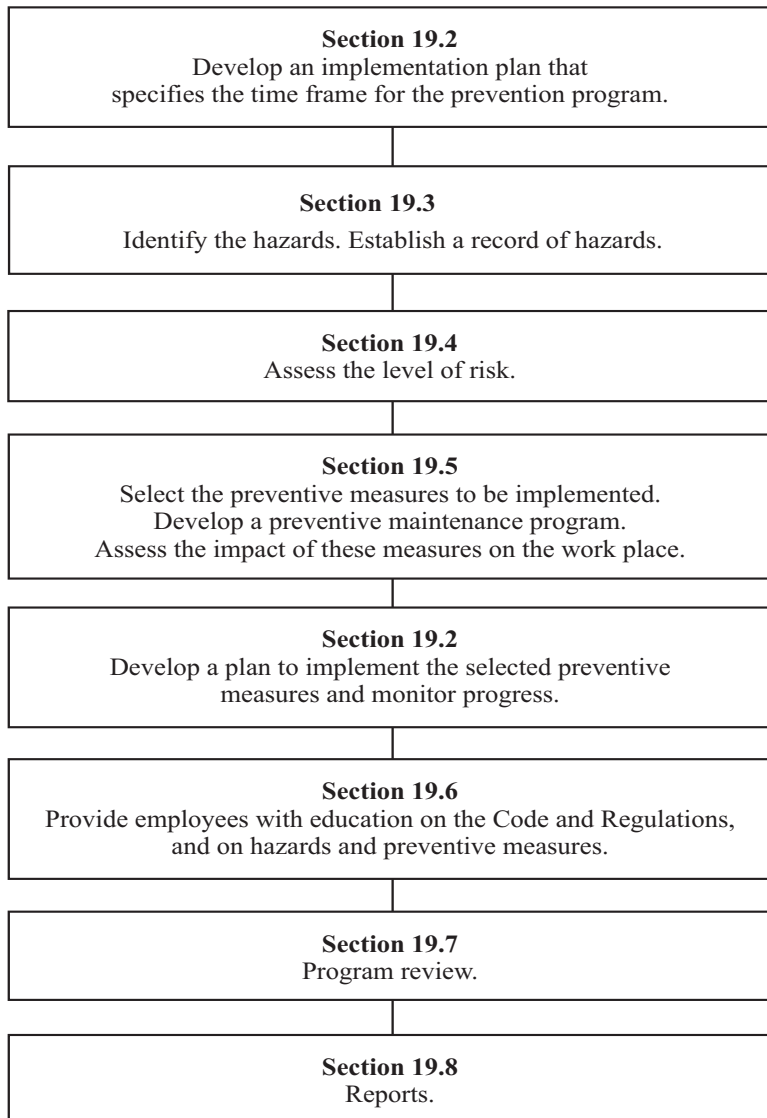 Section 19.2
Develop an implementation plan that
specifies the time frame for the prevention program.
Section 19.3
Identify the hazards. Establish a record of hazards.
Section 19.4
Assess the level of risk.
Section 19.5
Select the preventive measures to be implemented.
Develop a preventive maintenance program.
Assess the impact of these measures on the work place.
Section 19.2
Develop a plan to implement the selected preventive
measures and monitor progress.
Section 19.6
Provide employees with education on the Code and Regulations,
and on hazards and preventive measures.
Section 19.7
Program review.
Section 19.8
Reports.